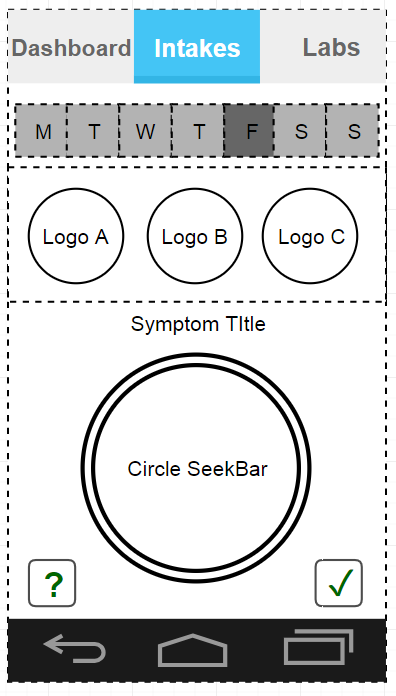 Dashboard Intakes Labs
M T W T F S S
Logo A Logo B Logo C
Symptom TItle
Circle SeekBar
? ✓